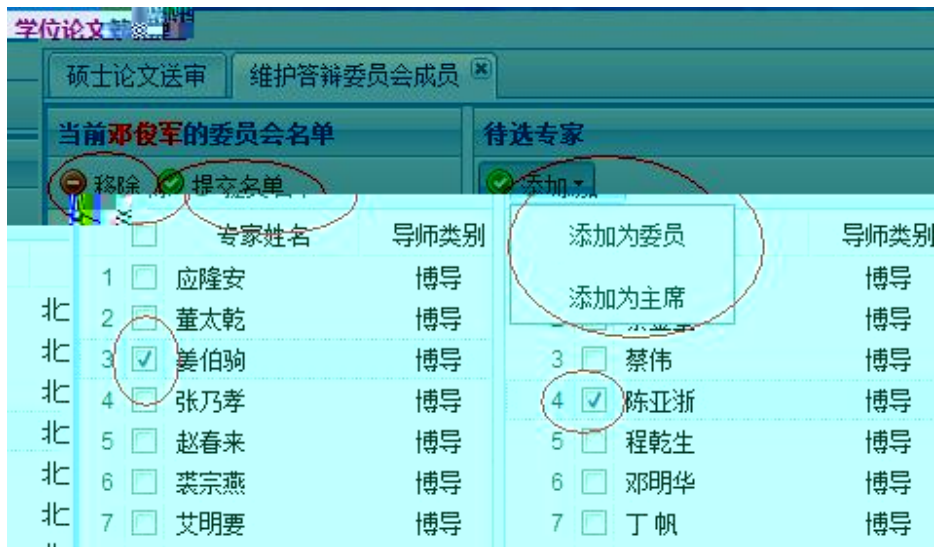 学位论文
硕士论文送审 维护答辩委员会成员
当前邓俊军的委员会名单 待选专家
移除 提交名单 添加
专家姓名 导师类别 添加为委员 导师类别
1 应隆安 博导 博导
北 2 董太乾 博导 添加为主席 博导
北 3 姜伯驹 博导 3 蔡伟 博导
北 4 张乃孝 博导 4 陈亚浙 博导
北 5 赵春来 博导 5 程乾生 博导
北 6 裘宗燕 博导 6 邓明华 博导
北 7 艾明要 博导 7 丁帆 博导